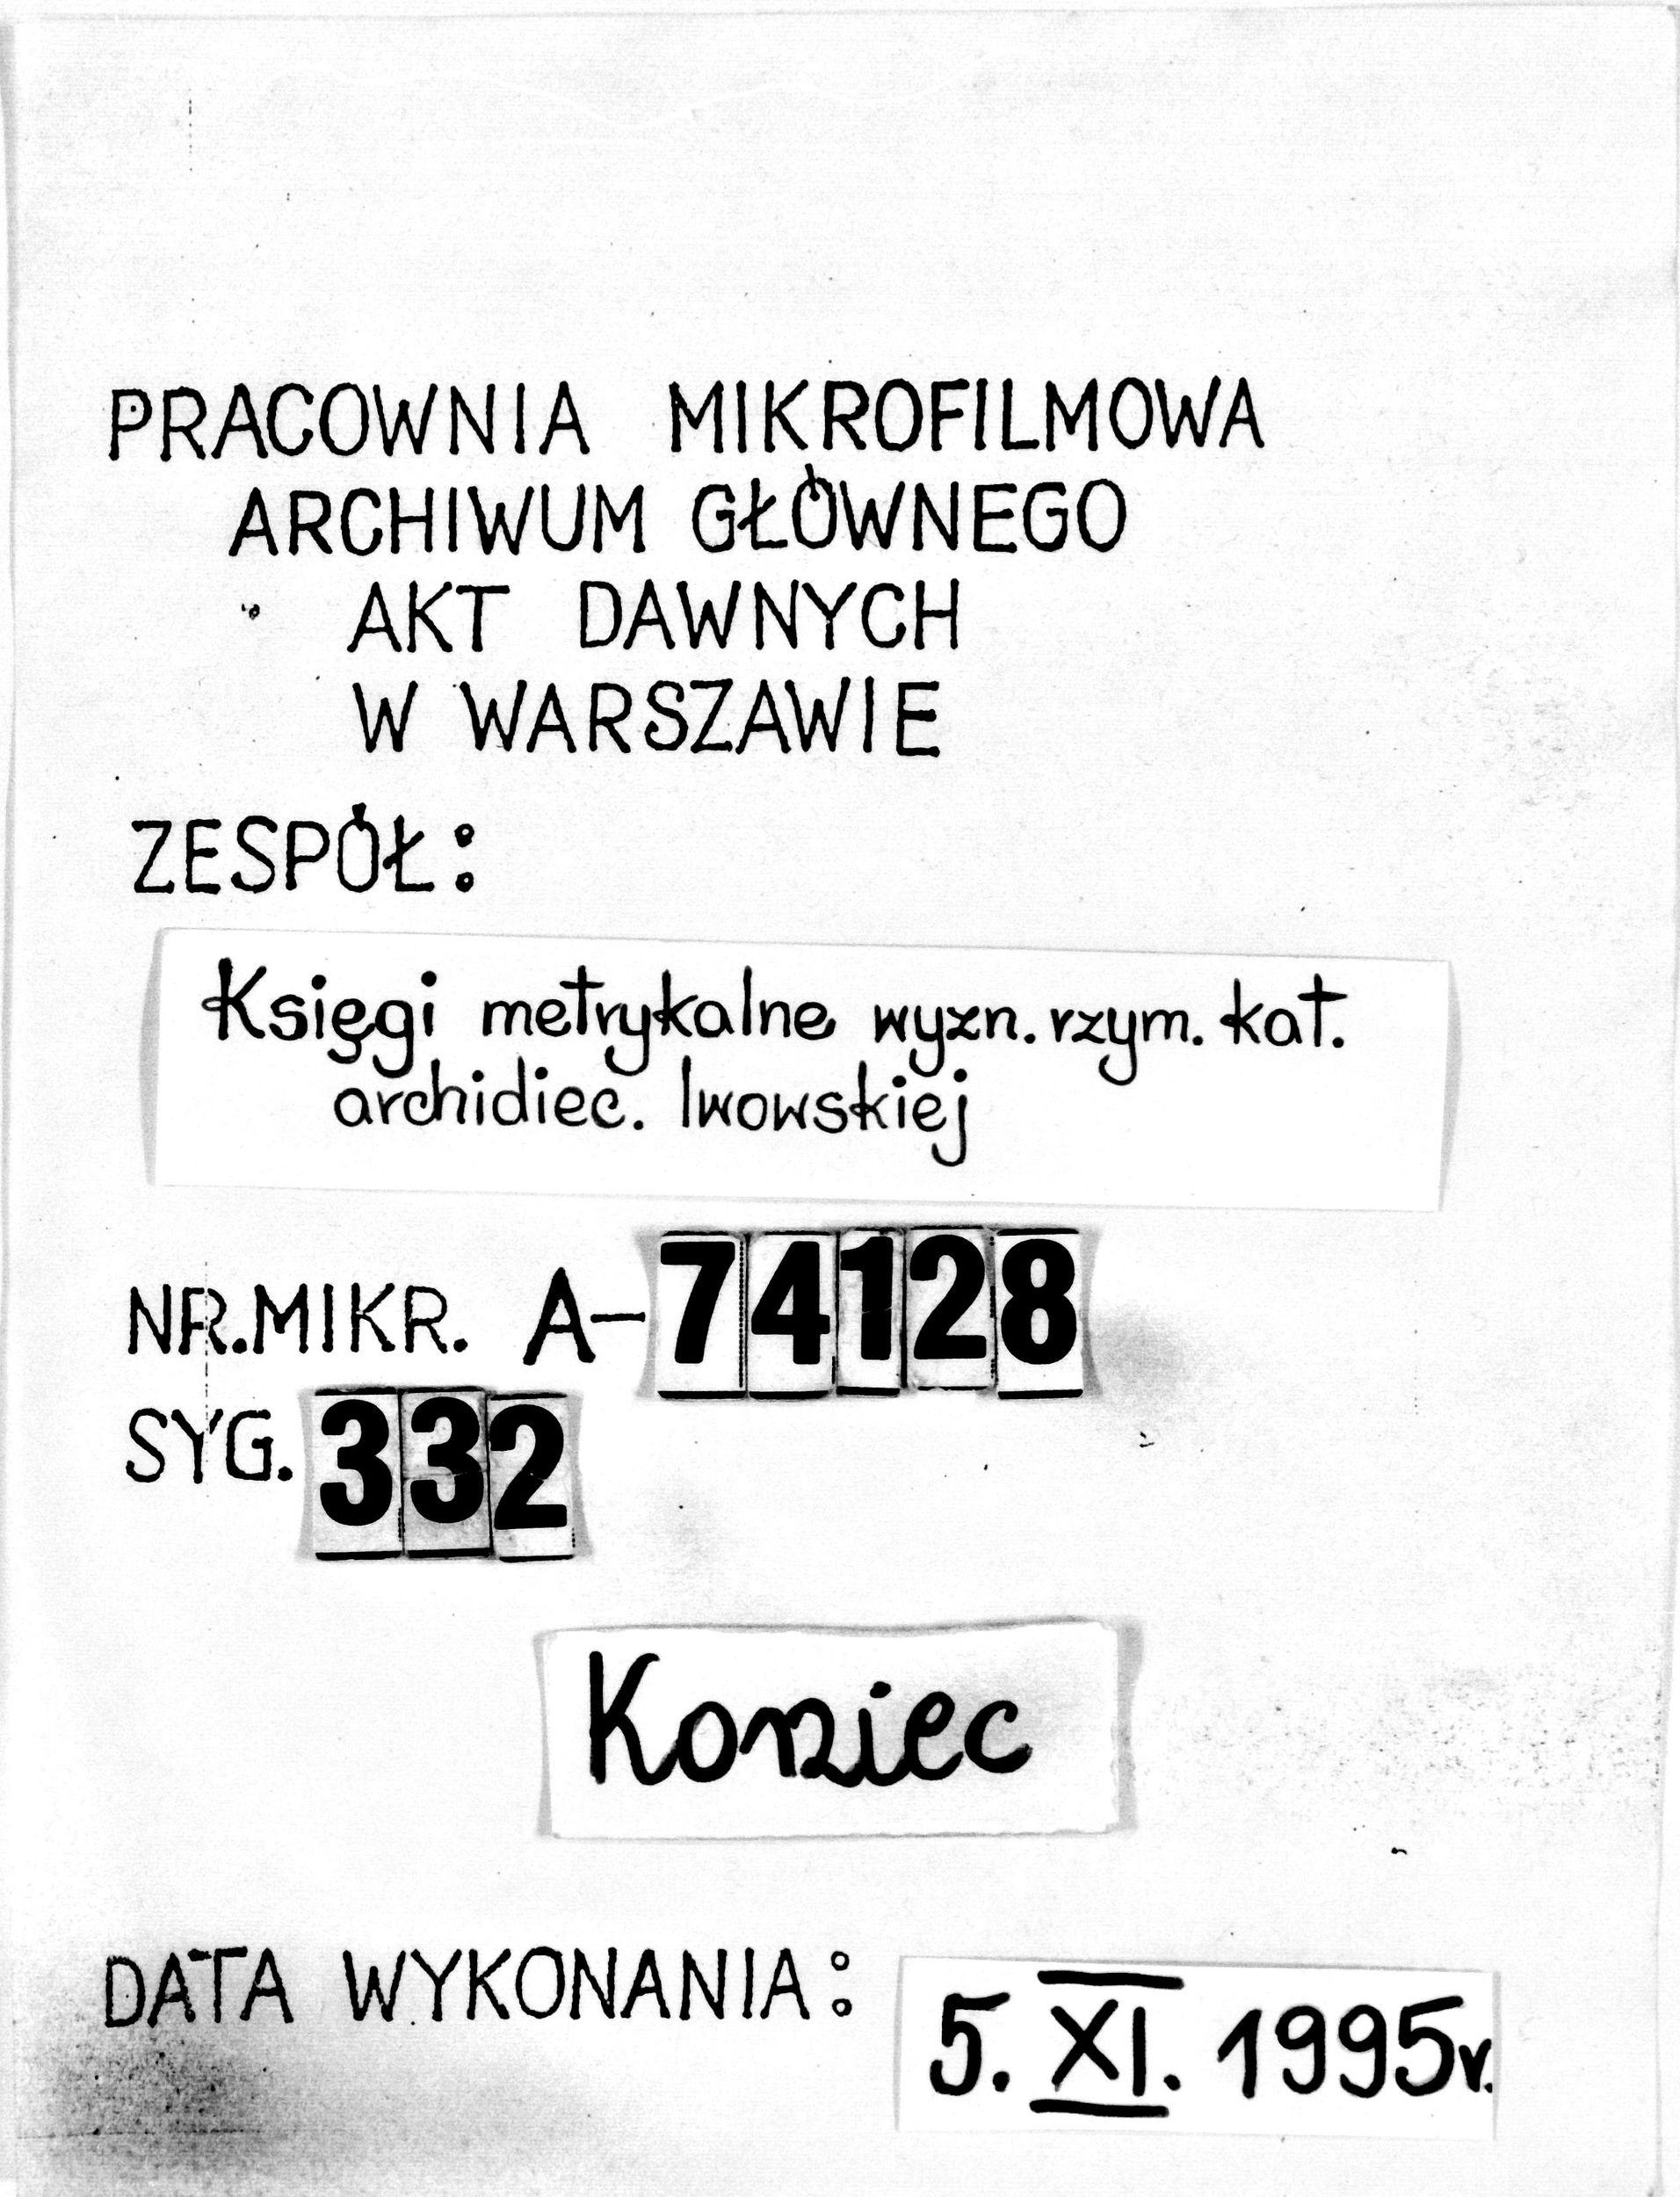 PRACOWNIA MIKROFILMOWA
ARCHIWUM GŁÓWNEGO
AKT DAWNYCH
W WARSZAWIE
ZESPÓŁ:
Księgi metrykalne wyzn. rzym. kat.
archidiec. lwowskiej
NR. MIKR. A-74128
SYG. 332
Koniec
DATA WYKONANIA: 5. XI. 1995r.